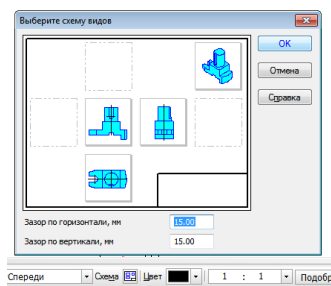 Выберите схему видов
OK
Отмена
Справка
Зазор по горизонтали, мм 15.00
Зазор по вертикали, мм 15.00
Спереди Схема Цвет 1 : 1 Подобр